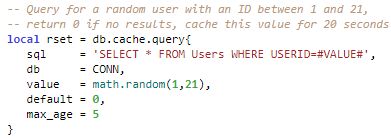 -- Query for a random user with an ID between 1 and 21,
-- return 0 if no results, cache this value for 20 seconds
local rset = db.cache.query{
   sql     = 'SELECT * FROM Users WHERE USERID=#VALUE#',
   db      = CONN,
   value   = math.random(1,21),
   default = 0,
   max_age = 5
}